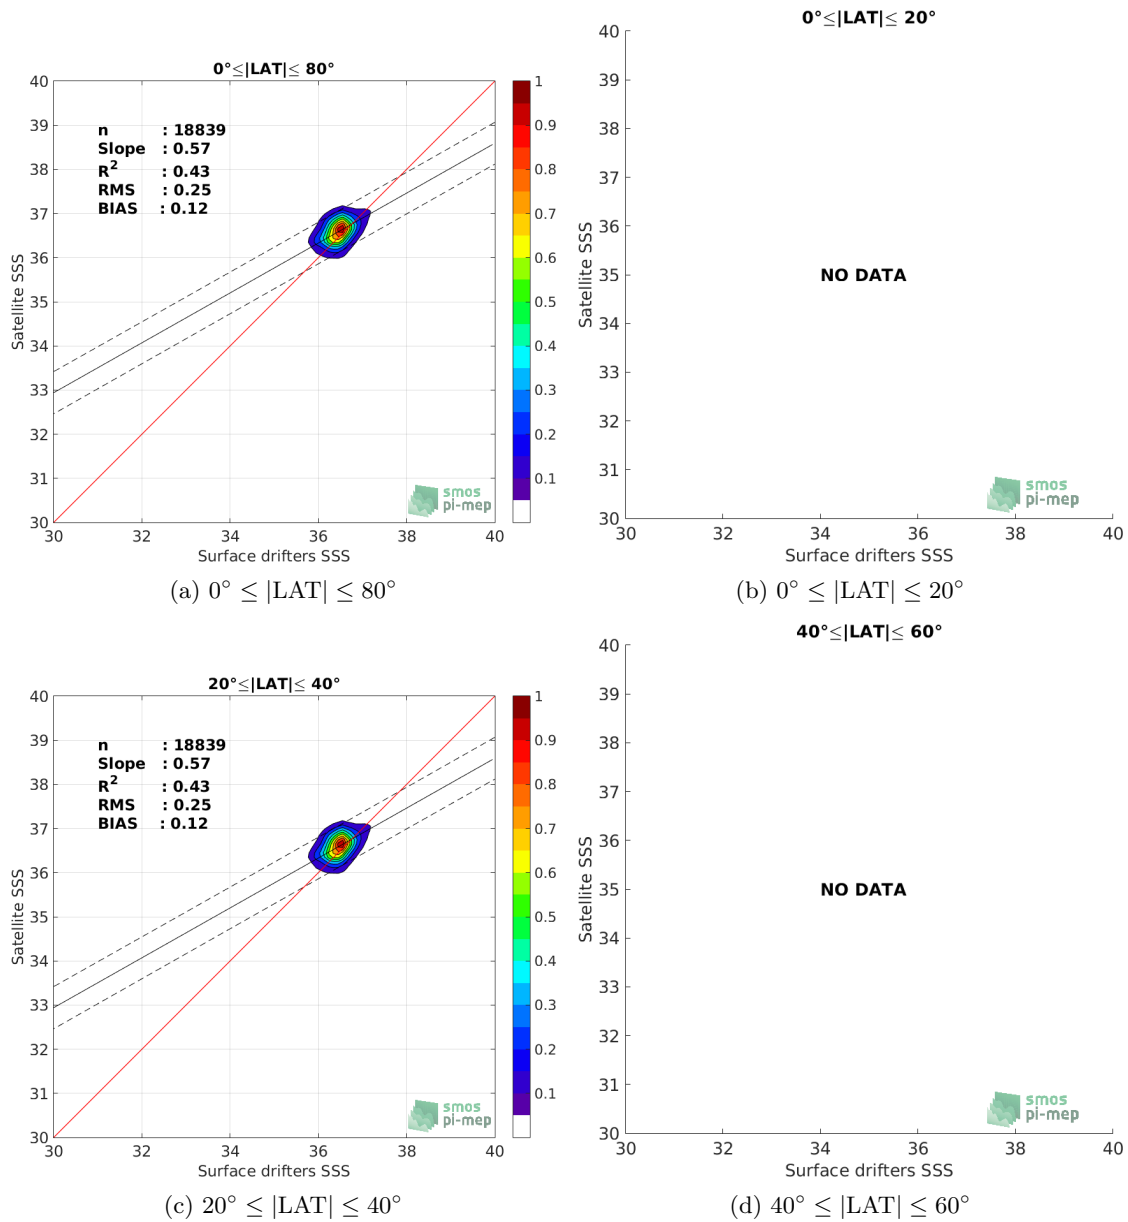 0°≤|LAT|≤ 80°
40
39
38
37
36
35
34
33
32
31
30
Satellite SSS
n : 18839
Slope : 0.57
R² : 0.43
RMS : 0.25
BIAS : 0.12
1
0.9
0.8
0.7
0.6
0.5
0.4
0.3
0.2
0.1
smos
pi-mep
30 32 34 36 38 40
Surface drifters SSS
(a) 0° ≤ |LAT| ≤ 80°
0°≤|LAT|≤ 20°
40
39
38
37
36
35
34
33
32
31
30
Satellite SSS
NO DATA
smos
pi-mep
30 32 34 36 38 40
Surface drifters SSS
(b) 0° ≤ |LAT| ≤ 20°
20°≤|LAT|≤ 40°
40
39
38
37
36
35
34
33
32
31
30
Satellite SSS
n : 18839
Slope : 0.57
R² : 0.43
RMS : 0.25
BIAS : 0.12
1
0.9
0.8
0.7
0.6
0.5
0.4
0.3
0.2
0.1
smos
pi-mep
30 32 34 36 38 40
Surface drifters SSS
(c) 20° ≤ |LAT| ≤ 40°
40°≤|LAT|≤ 60°
40
39
38
37
36
35
34
33
32
31
30
Satellite SSS
NO DATA
smos
pi-mep
30 32 34 36 38 40
Surface drifters SSS
(d) 40° ≤ |LAT| ≤ 60°